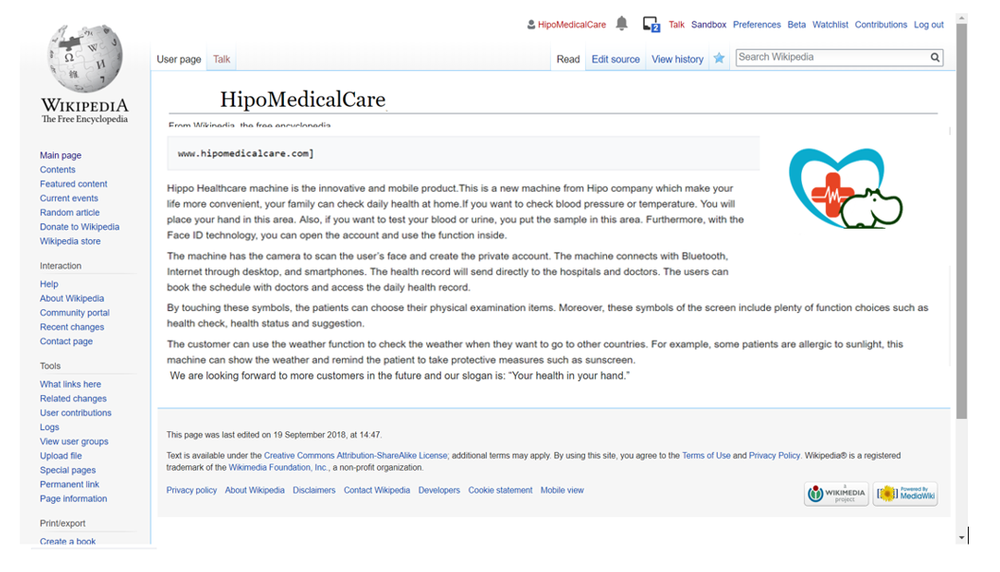 HipoMedicalCare 2 Talk Sandbox Preferences Beta Watchlist Contributions Log out
User page Talk Read Edit source View history Search Wikipedia
WIKIPEDIA
The Free Encyclopedia
Main page
Contents
Featured content
Current events
Random article
Donate to Wikipedia
Wikipedia store
Interaction
Help
About Wikipedia
Community portal
Recent changes
Contact page
Tools
What links here
Related changes
User contributions
Logs
View user groups
Upload file
Special pages
Permanent link
Page information
Print/export
Create a book
HipoMedicalCare
From Wikipedia, the free encyclopedia
www.hipomedicalcare.com]
Hippo Healthcare machine is the innovative and mobile product.This is a new machine from Hipo company which make your
life more convenient, your family can check daily health at home.If you want to check blood pressure or temperature. You will
place your hand in this area. Also, if you want to test your blood or urine, you put the sample in this area. Furthermore, with the
Face ID technology, you can open the account and use the function inside.
The machine has the camera to scan the user's face and create the private account. The machine connects with Bluetooth,
Internet through desktop, and smartphones. The health record will send directly to the hospitals and doctors. The users can
book the schedule with doctors and access the daily health record.
By touching these symbols, the patients can choose their physical examination items. Moreover, these symbols of the screen include plenty of function choices such as
health check, health status and suggestion.
The customer can use the weather function to check the weather when they want to go to other countries. For example, some patients are allergic to sunlight, this
machine can show the weather and remind the patient to take protective measures such as sunscreen.
We are looking forward to more customers in the future and our slogan is: “Your health in your hand.”
This page was last edited on 19 September 2018, at 14:47.
Text is available under the Creative Commons Attribution-ShareAlike License; additional terms may apply. By using this site, you agree to the Terms of Use and Privacy Policy. Wikipedia® is a registered
trademark of the Wikimedia Foundation, Inc., a non-profit organization.
Privacy policy About Wikipedia Disclaimers Contact Wikipedia Developers Cookie statement Mobile view
A
WIKIMEDIA
project
Powered By
MediaWiki